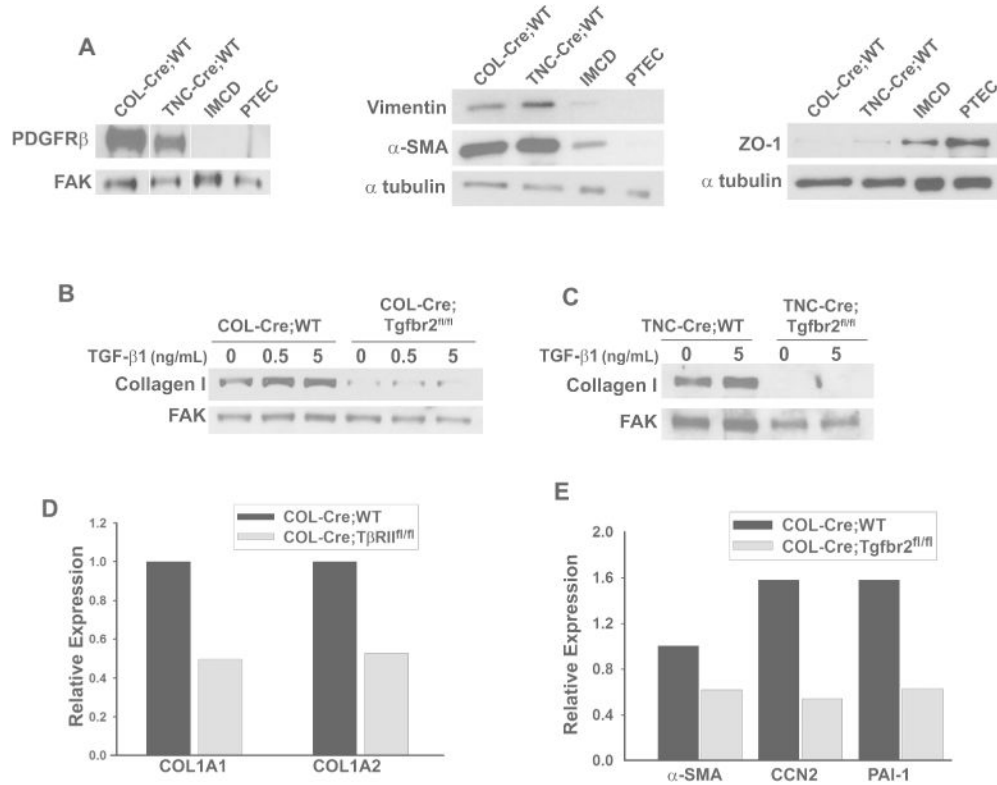 A
COL-Cre;WT
TNC-Cre;WT
IMCD
PTEC
PDGFRβ
FAK
COL-Cre;WT
TNC-Cre;WT
IMCD
PTEC
Vimentin
α-SMA
α tubulin
COL-Cre;WT
TNC-Cre;WT
IMCD
PTEC
ZO-1
α tubulin
B
COL-Cre;WT
COL-Cre;
Tgfbr2fl/fl
TGF-β1 (ng/mL) 0 0.5 5 0 0.5 5
Collagen I
FAK
C
TNC-Cre;WT
TNC-Cre;
Tgfbr2fl/fl
TGF-β1 (ng/mL) 0 5 0 5
Collagen I
FAK
D
COL-Cre;WT
COL-Cre;TβRIIfl/fl
Relative Expression
1.2
1.0
0.8
0.6
0.4
0.2
0.0
COL1A1 COL1A2
E
COL-Cre;WT
COL-Cre;Tgfbr2fl/fl
Relative Expression
2.0
1.6
1.2
0.8
0.4
0.0
α-SMA CCN2 PAI-1